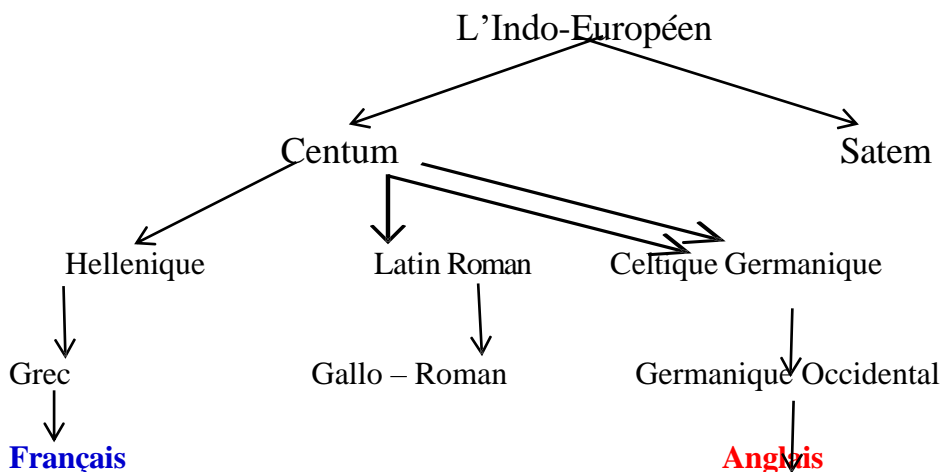 L’Indo-Européen
Centum Satem
Hellenique Latin Roman Celtique Germanique
Grec Gallo – Roman Germanique Occidental
Français Anglais